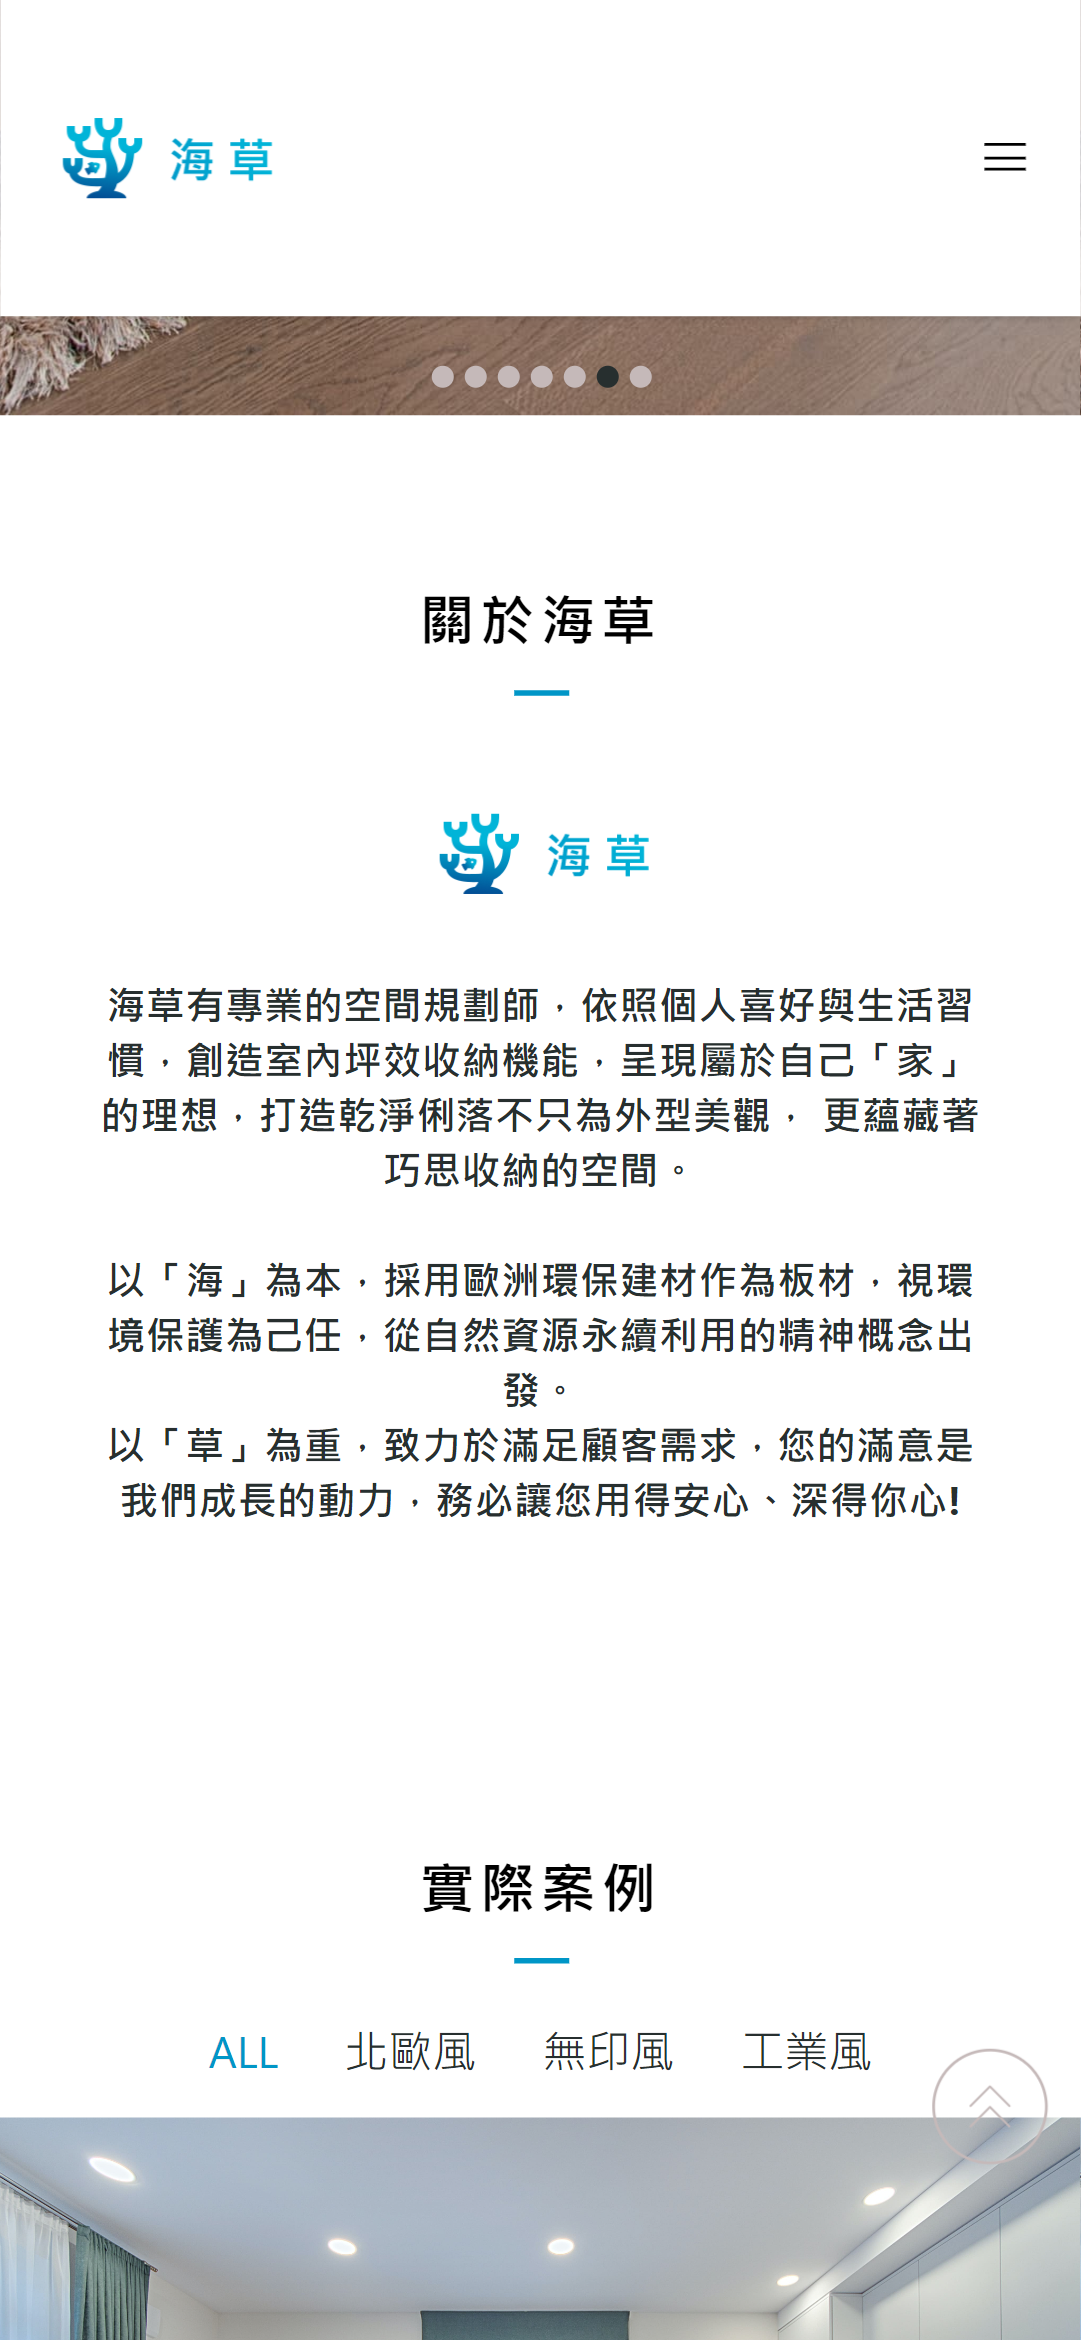 海草
關於海草
海草
海草有專業的空間規劃師，依照個人喜好與生活習
慣，創造室內坪效收納機能，呈現屬於自己「家」
的理想，打造乾淨俐落不只為外型美觀， 更蘊藏著
巧思收納的空間。
以「海」為本，採用歐洲環保建材作為板材，視環
境保護為己任，從自然資源永續利用的精神概念出
發。
以「草」為重，致力於滿足顧客需求，您的滿意是
我們成長的動力，務必讓您用得安心、深得你心!
實際案例
ALL 北歐風 無印風 工業風